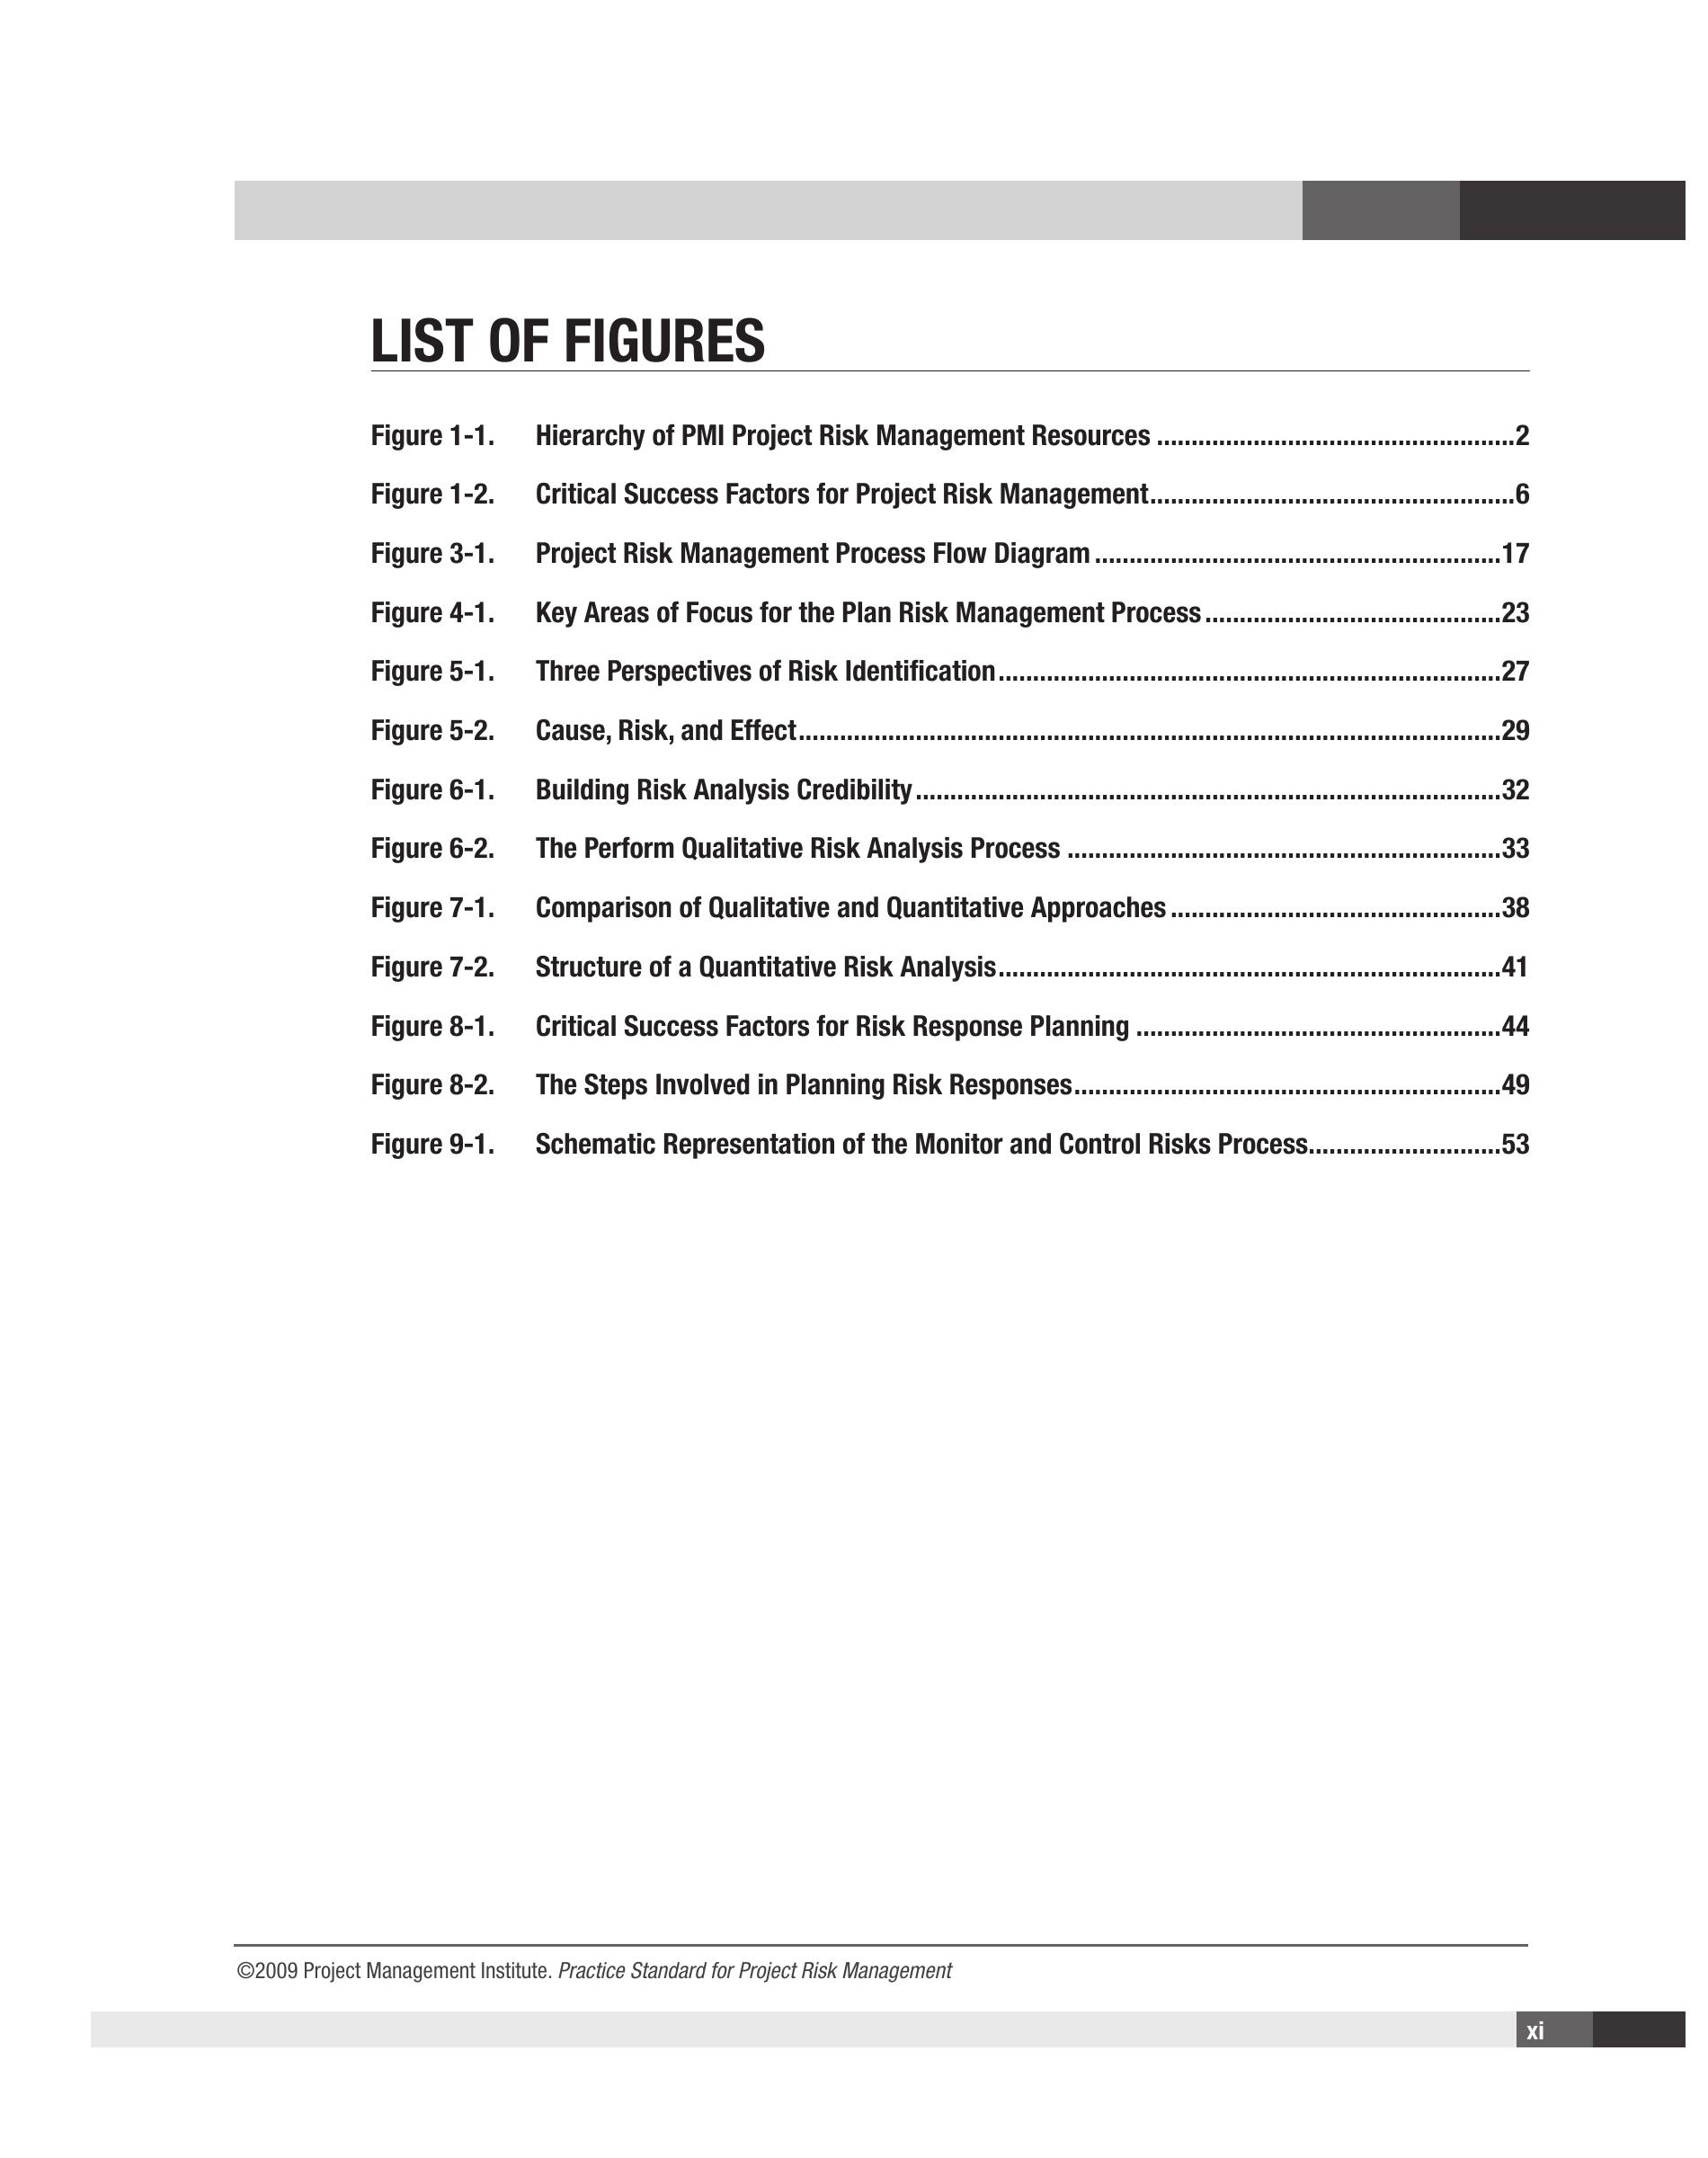 LIST OF FIGURES
Figure 1-1. Hierarchy of PMI Project Risk Management Resources ....................................................2
Figure 1-2. Critical Success Factors for Project Risk Management.....................................................6
Figure 3-1. Project Risk Management Process Flow Diagram ...........................................................17
Figure 4-1. Key Areas of Focus for the Plan Risk Management Process ...........................................23
Figure 5-1. Three Perspectives of Risk Identification.........................................................................27
Figure 5-2. Cause, Risk, and Effect......................................................................................................29
Figure 6-1. Building Risk Analysis Credibility.....................................................................................32
Figure 6-2. The Perform Qualitative Risk Analysis Process ...............................................................33
Figure 7-1. Comparison of Qualitative and Quantitative Approaches ................................................38
Figure 7-2. Structure of a Quantitative Risk Analysis.........................................................................41
Figure 8-1. Critical Success Factors for Risk Response Planning .....................................................44
Figure 8-2. The Steps Involved in Planning Risk Responses..............................................................49
Figure 9-1. Schematic Representation of the Monitor and Control Risks Process............................53
©2009 Project Management Institute. Practice Standard for Project Risk Management
xi